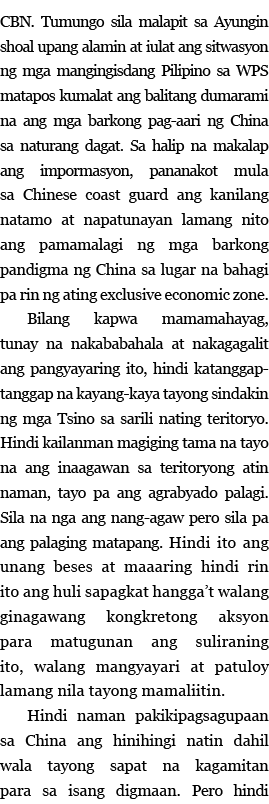 CBN. Tumungo sila malapit sa Ayungin
shoal upang alamin at iulat ang sitwasyon
ng mga mangingisdang Pilipino sa WPS
matapos kumalat ang balitang dumarami
na ang mga barkong pag-aari ng China
sa naturang dagat. Sa halip na makalap
ang impormasyon, pananakot mula
sa Chinese coast guard ang kanilang
natamo at napatunayan lamang nito
ang pamamalagi ng mga barkong
pandigma ng China sa lugar na bahagi
pa rin ng ating exclusive economic zone.
Bilang kapwa mamamahayag,
tunay na nakababahala at nakagagalit
ang pangyayaring ito, hindi katanggap-
tanggap na kayang-kaya tayong sindakin
ng mga Tsino sa sarili nating teritoryo.
Hindi kailanman magiging tama na tayo
na ang inaagawan sa teritoryong atin
naman, tayo pa ang agrabyado palagi.
Sila na nga ang nang-agaw pero sila pa
ang palaging matapang. Hindi ito ang
unang beses at maaaring hindi rin
ito ang huli sapagkat hangga't walang
ginagawang kongkretong aksyon
para matugunan ang suliraning
ito, walang mangyayari at patuloy
lamang nila tayong mamaliitin.
Hindi naman pakikipagsagupaan
sa China ang hinihingi natin dahil
wala tayong sapat na kagamitan
para sa isang digmaan. Pero hindi